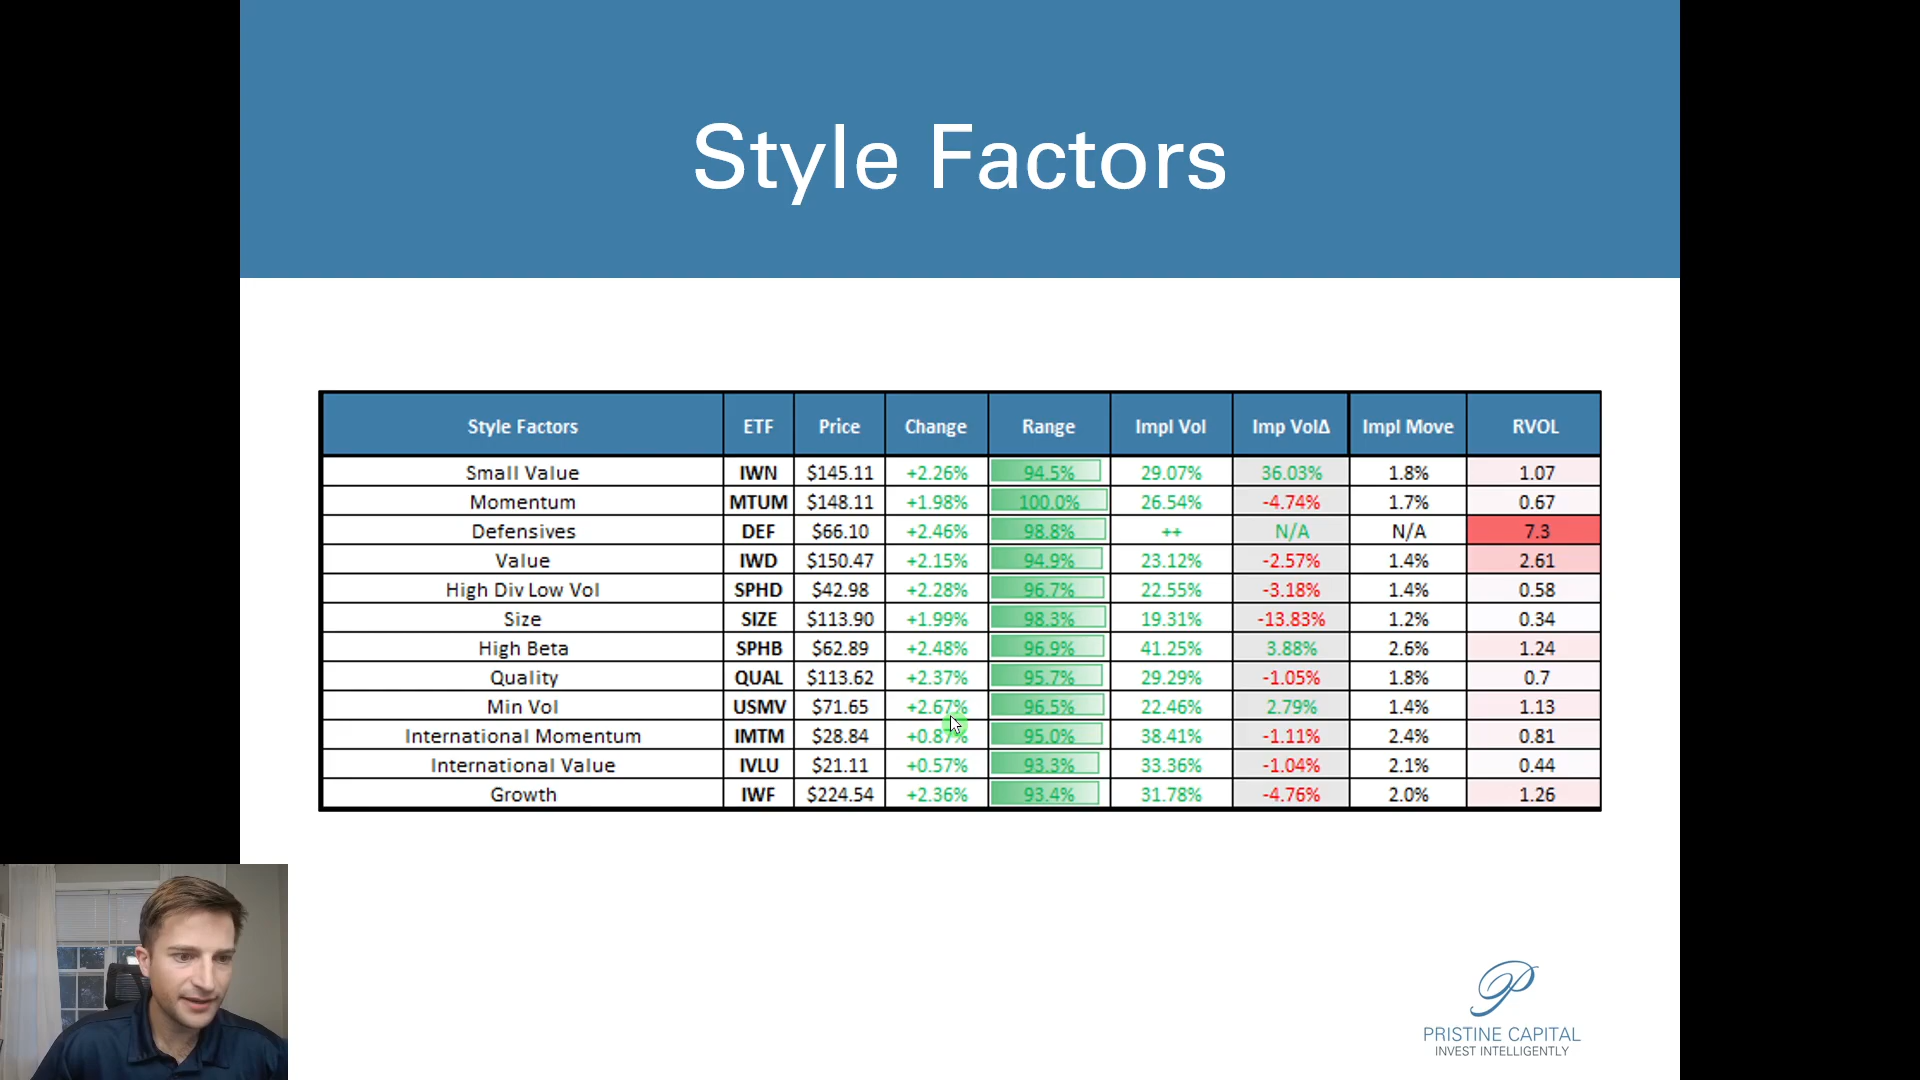 Style Factors
Style Factors ETF Price Change Range Impl Vol Imp VolΔ Impl Move RVOL
Small Value IWN $145.11 +2.26% 94.5% 29.07% 36.03% 1.8% 1.07
Momentum MTUM $148.11 +1.98% 100.0% 26.54% -4.74% 1.7% 0.67
Defensives DEF $66.10 +2.46% 98.8% ++ N/A N/A 7.3
Value IWD $150.47 +2.15% 94.9% 23.12% -2.57% 1.4% 2.61
High Div Low Vol SPHD $42.98 +2.28% 96.7% 22.55% -3.18% 1.4% 0.58
Size SIZE $113.90 +1.99% 98.3% 19.31% -13.83% 1.2% 0.34
High Beta SPHB $62.89 +2.48% 96.9% 41.25% 3.88% 2.6% 1.24
Quality QUAL $113.62 +2.37% 95.7% 29.29% -1.05% 1.8% 0.7
Min Vol USMV $71.65 +2.67% 96.5% 22.46% 2.79% 1.4% 1.13
International Momentum IMTM $28.84 +0.87% 95.0% 38.41% -1.11% 2.4% 0.81
International Value IVLU $21.11 +0.57% 93.3% 33.36% -1.04% 2.1% 0.44
Growth IWF $224.54 +2.36% 93.4% 31.78% -4.76% 2.0% 1.26
PRISTINE CAPITAL
INVEST INTELLIGENTLY